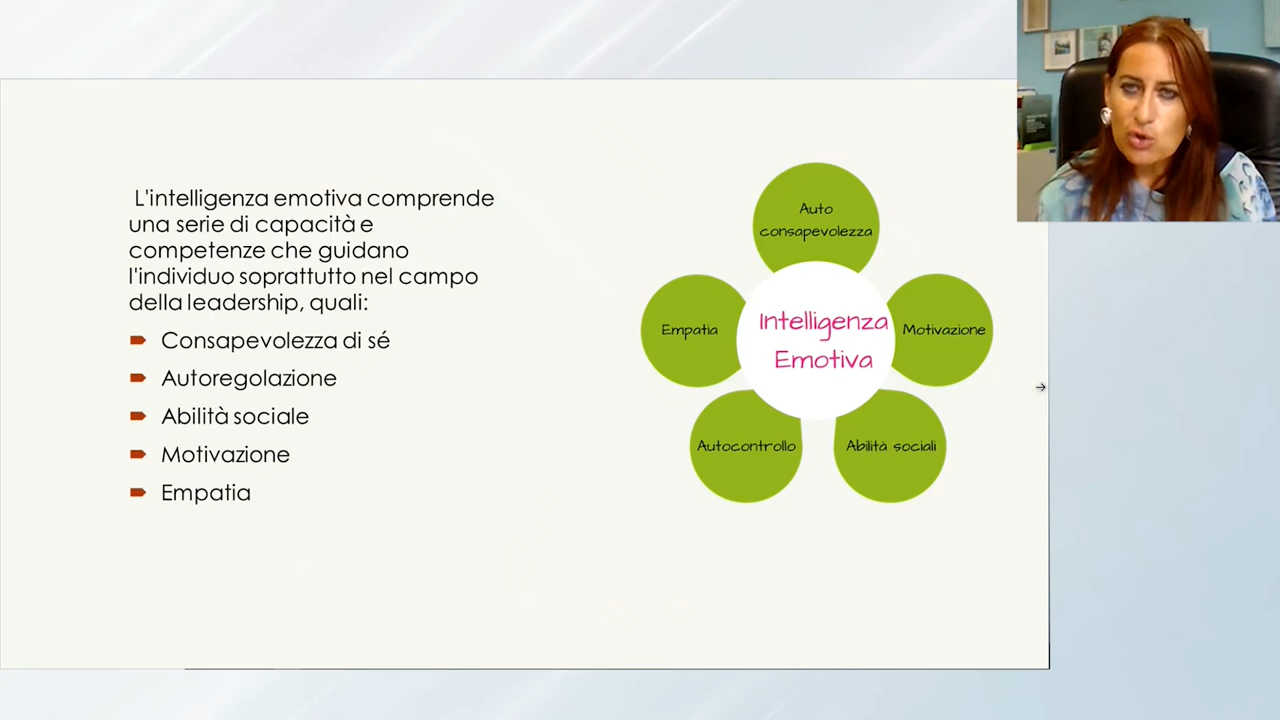 L'intelligenza emotiva comprende
una serie di capacità e
competenze che guidano
l'individuo soprattutto nel campo
della leadership, quali:
Consapevolezza di sé
Autoregolazione
Abilità sociale
Motivazione
Empatia
Auto
consapevolezza
Empatia
Intelligenza
Emotiva
Motivazione
Autocontrollo
Abilità sociali